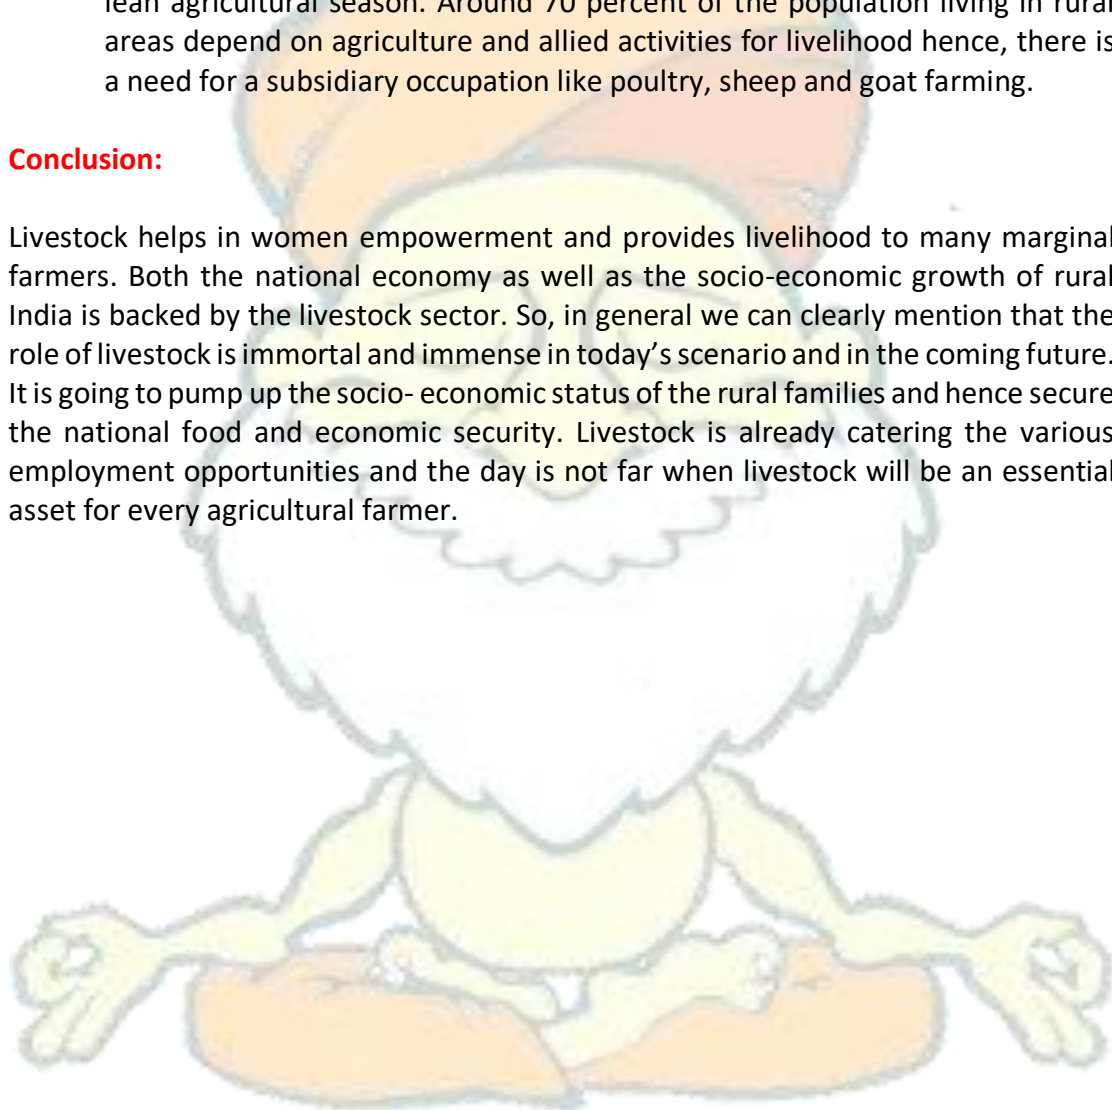 lean agricultural season. Around 70 percent of the population living in rural
areas depend on agriculture and allied activities for livelihood hence, there is
a need for a subsidiary occupation like poultry, sheep and goat farming.
Conclusion:
Livestock helps in women empowerment and provides livelihood to many marginal
farmers. Both the national economy as well as the socio-economic growth of rural
India is backed by the livestock sector. So, in general we can clearly mention that the
role of livestock is immortal and immense in today’s scenario and in the coming future.
It is going to pump up the socio- economic status of the rural families and hence secure
the national food and economic security. Livestock is already catering the various
employment opportunities and the day is not far when livestock will be an essential
asset for every agricultural farmer.